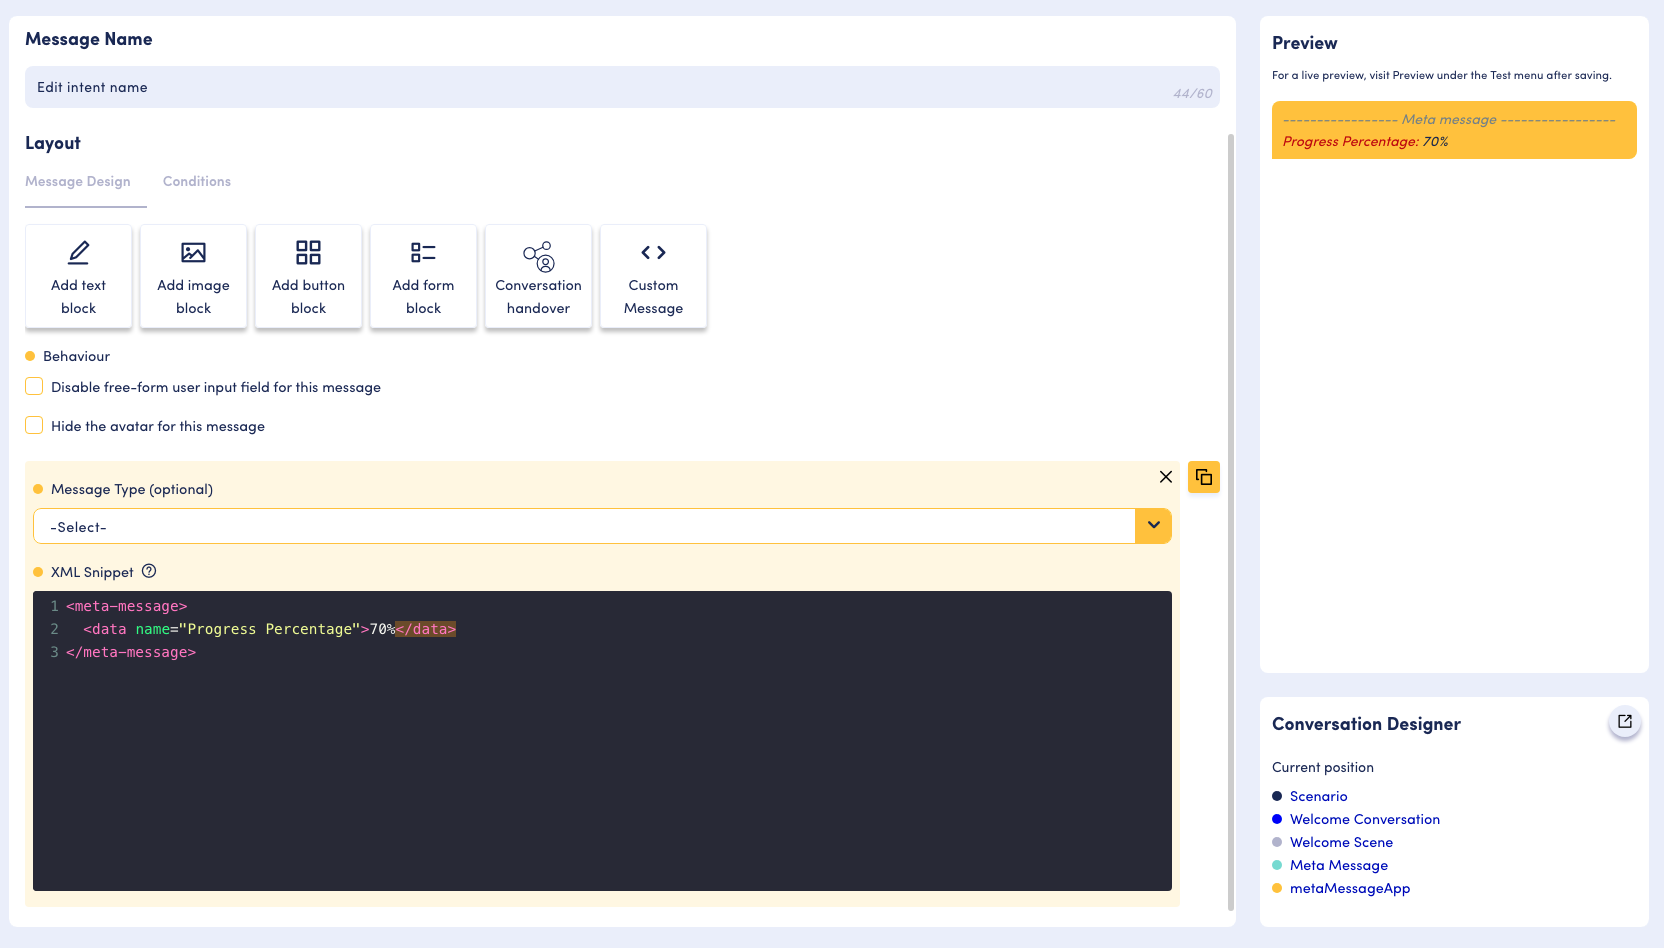 Message Name
Edit intent name
44/60
Layout
Message Design
Conditions
Add text
block
Add image
block
Add button
block
Add form
block
Conversation
handover
Custom
Message
Behaviour
Disable free-form user input field for this message
Hide the avatar for this message
Message Type (optional)
-Select-
XML Snippet
1 <meta-message>
2 <data name="Progress Percentage">70%</data>
3 </meta-message>
Preview
For a live preview, visit Preview under the Test menu after saving.
----------------- Meta message -----------------
Progress Percentage: 70%
Conversation Designer
Current position
Scenario
Welcome Conversation
Welcome Scene
Meta Message
metaMessageApp